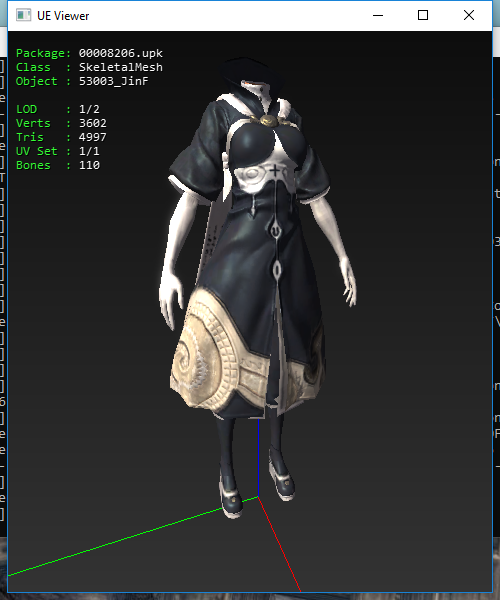 UE Viewer
Package: 00008206.upk
Class : SkeletalMesh
Object : 53003_JinF
LOD : 1/2
Verts : 3602
Tris : 4997
UV Set : 1/1
Bones : 110